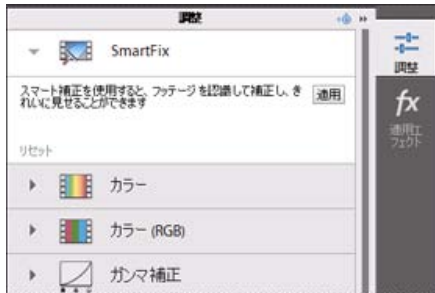 調整
SmartFix
スマート補正を使用すると、フッテージを認識して補正し、き
れいに見せることができます
適用
リセット
カラー
カラー (RGB)
ガンマ補正
調整
fx
適用エ
フェクト